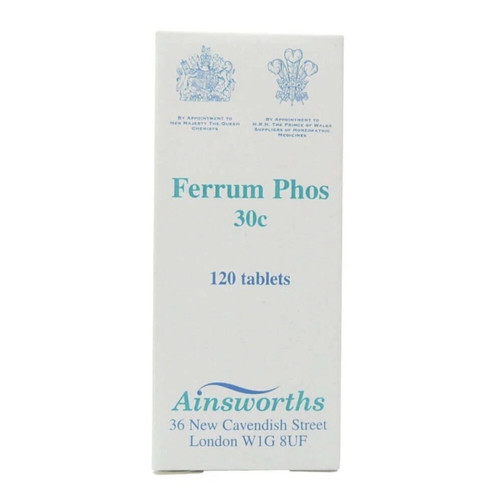 By Appointment to
Her Majesty The Queen
Chemists
By Appointment to
H.R.H. The Prince of Wales
Suppliers of Homœopathic
Medicines
Ferrum Phos
30c
120 tablets
Ainsworths
36 New Cavendish Street
London W1G 8UF